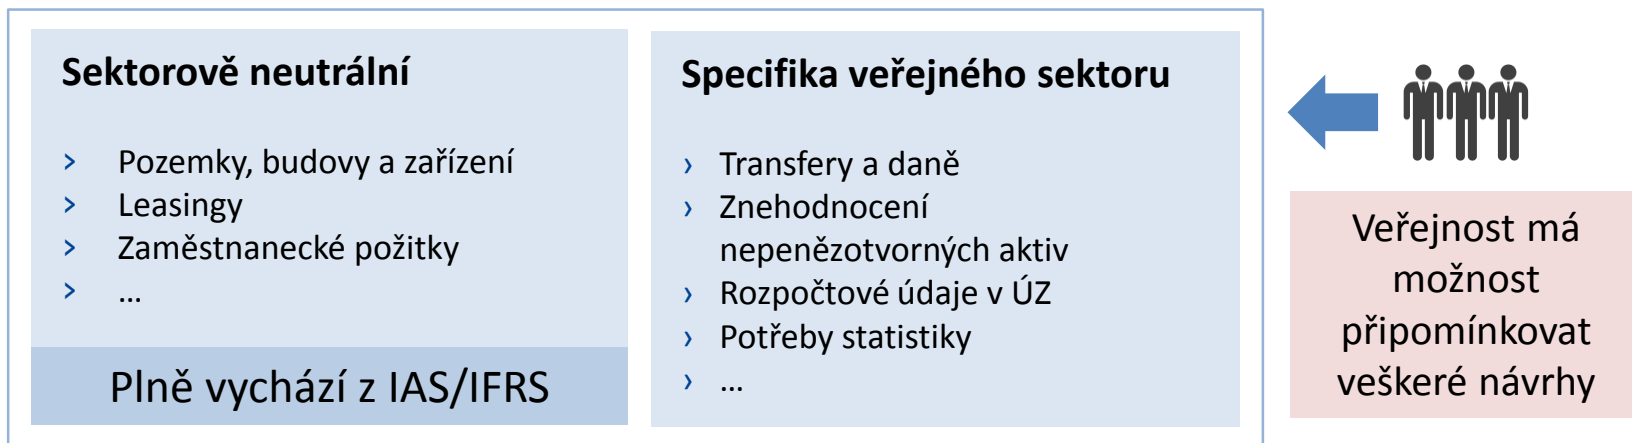 Sektorově neutrální
> Pozemky, budovy a zařízení
> Leasingy
> Zaměstnanecké požitky
> …
Plně vychází z IAS/IFRS
Specifika veřejného sektoru
› Transfery a daně
› Znehodnocení
nepenězotvorných aktiv
› Rozpočtové údaje v ÚZ
› Potřeby statistiky
› …
Veřejnost má
možnost
připomínkovat
veškeré návrhy